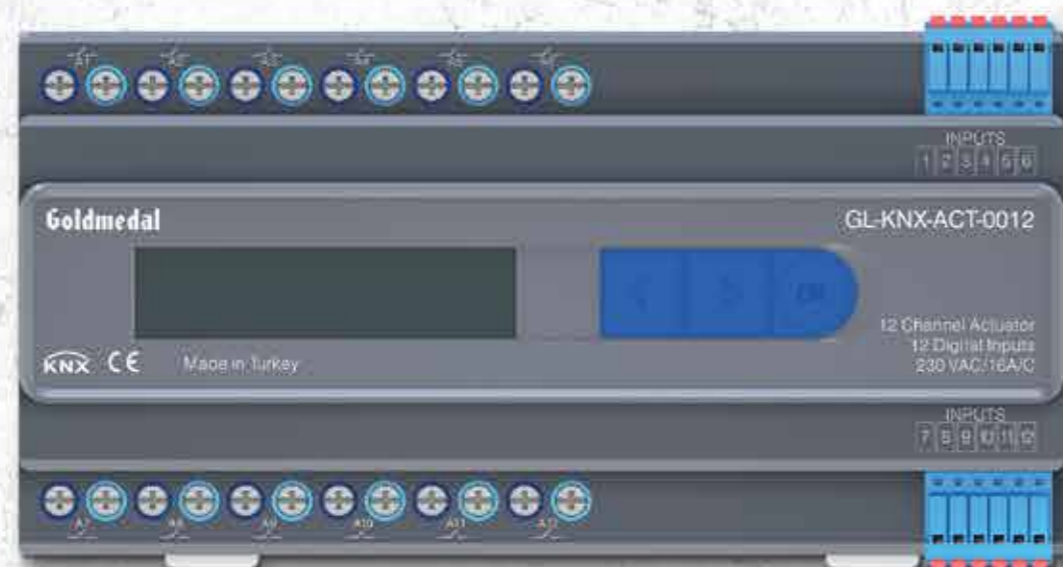 A1 A2 A3 A4 A5 A6
INPUTS
1 2 3 4 5 6
Goldmedal
GL-KNX-ACT-0012
OK
12 Channel Actuator
12 Digital Inputs
230 VAC/16A/C
KNX CE
Made in Turkey
INPUTS
7 8 9 10 11 12
A7 A8 A9 A10 A11 A12